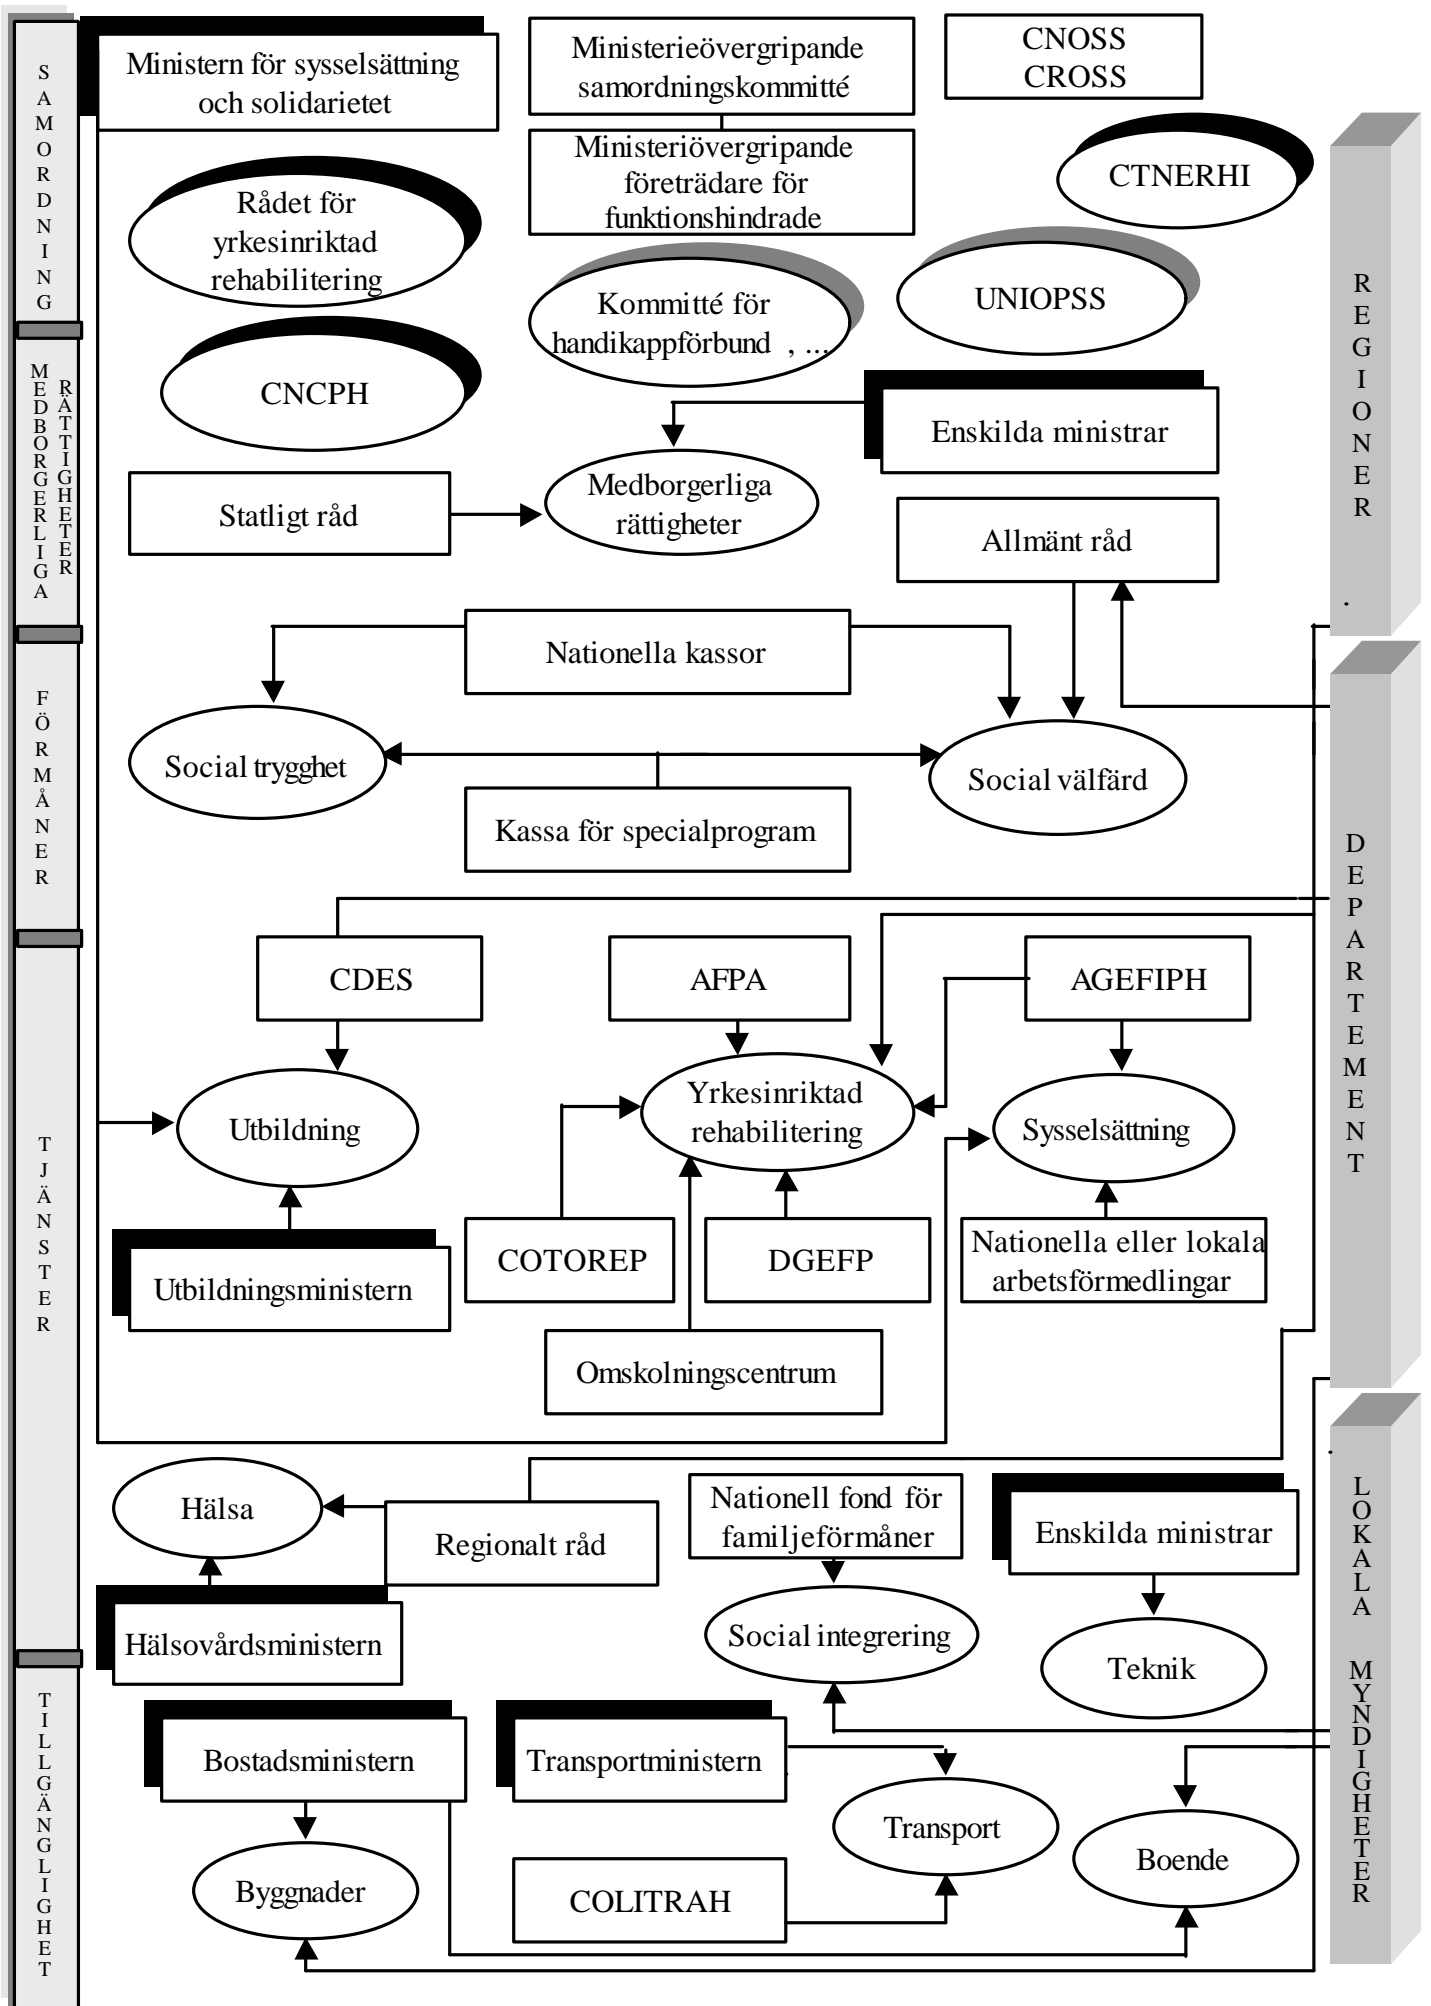 SAMORDNING
Ministern för sysselsättning
och solidarietet
Ministerieövergripande
samordningskommitté
CNOSS
CROSS
Ministeriövergripande
företrädare för
funktionshindrade
CTNERHI
Rådet för
yrkesinriktad
rehabilitering
Kommitté för
handikappförbund , ...
UNIOPSS
REGIONER
.
MEDBORGERLIGA
RÄTTIGHETER
CNCPH
Enskilda ministrar
Statligt råd
Medborgerliga
rättigheter
Allmänt råd
FÖRMÅNER
Nationella kassor
Social trygghet
Social välfärd
Kassa för specialprogram
DEPARTEMENT
TJÄNSTER
CDES
AFPA
AGEFIPH
Utbildning
Yrkesinriktad
rehabilitering
Sysselsättning
Utbildningsministern
COTOREP
DGEFP
Nationella eller lokala
arbetsförmedlingar
Omskolningscentrum
LOKALA MYNDIGHETER
.
Hälsa
Regionalt råd
Nationell fond för
familjeförmåner
Enskilda ministrar
Hälsovårdsministern
Social integrering
Teknik
TILLGÄNGLIGHET
Bostadsministern
Transportministern
Transport
Boende
Byggnader
COLITRAH